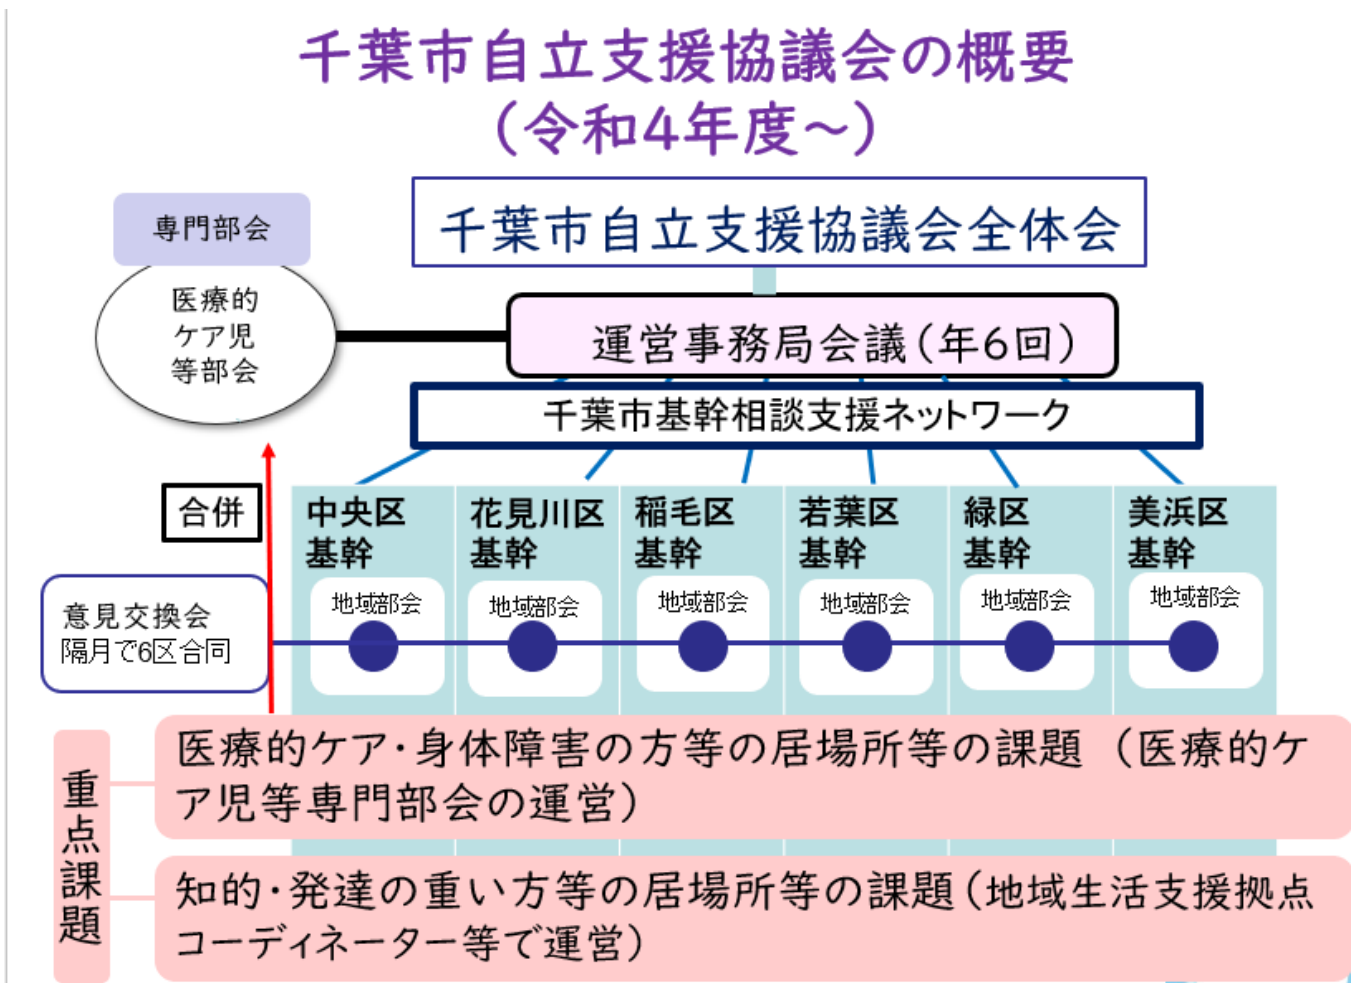 千葉市自立支援協議会の概要
（令和4年度～）
専門部会
千葉市自立支援協議会全体会
医療的
ケア児
等部会
運営事務局会議（年6回）
千葉市基幹相談支援ネットワーク
合併
中央区
基幹
花見川区
基幹
稲毛区
基幹
若葉区
基幹
緑区
基幹
美浜区
基幹
地域部会
地域部会
地域部会
地域部会
地域部会
地域部会
意見交換会
隔月で6区合同
重点課題
医療的ケア・身体障害の方等の居場所等の課題 （医療的ケ
ア児等専門部会の運営）
知的・発達の重い方等の居場所等の課題（地域生活支援拠点
コーディネーター等で運営）